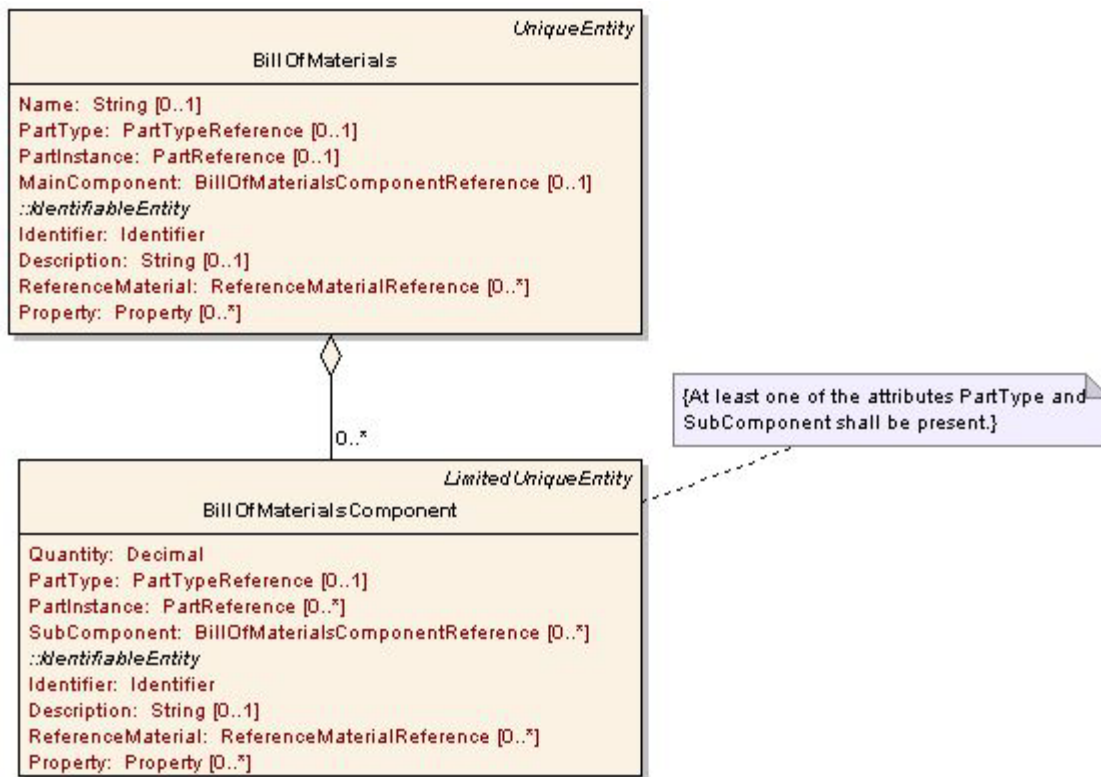 UniqueEntity
BillOfMaterials
Name: String [0..1]
PartType: PartTypeReference [0..1]
PartInstance: PartReference [0..1]
MainComponent: BillOfMaterialsComponentReference [0..1]
::IdentifiableEntity
Identifier: Identifier
Description: String [0..1]
ReferenceMaterial: ReferenceMaterialReference [0..*]
Property: Property [0..*]
0..*
{At least one of the attributes PartType and
SubComponent shall be present.}
LimitedUniqueEntity
BillOfMaterialsComponent
Quantity: Decimal
PartType: PartTypeReference [0..1]
PartInstance: PartReference [0..*]
SubComponent: BillOfMaterialsComponentReference [0..*]
::IdentifiableEntity
Identifier: Identifier
Description: String [0..1]
ReferenceMaterial: ReferenceMaterialReference [0..*]
Property: Property [0..*]